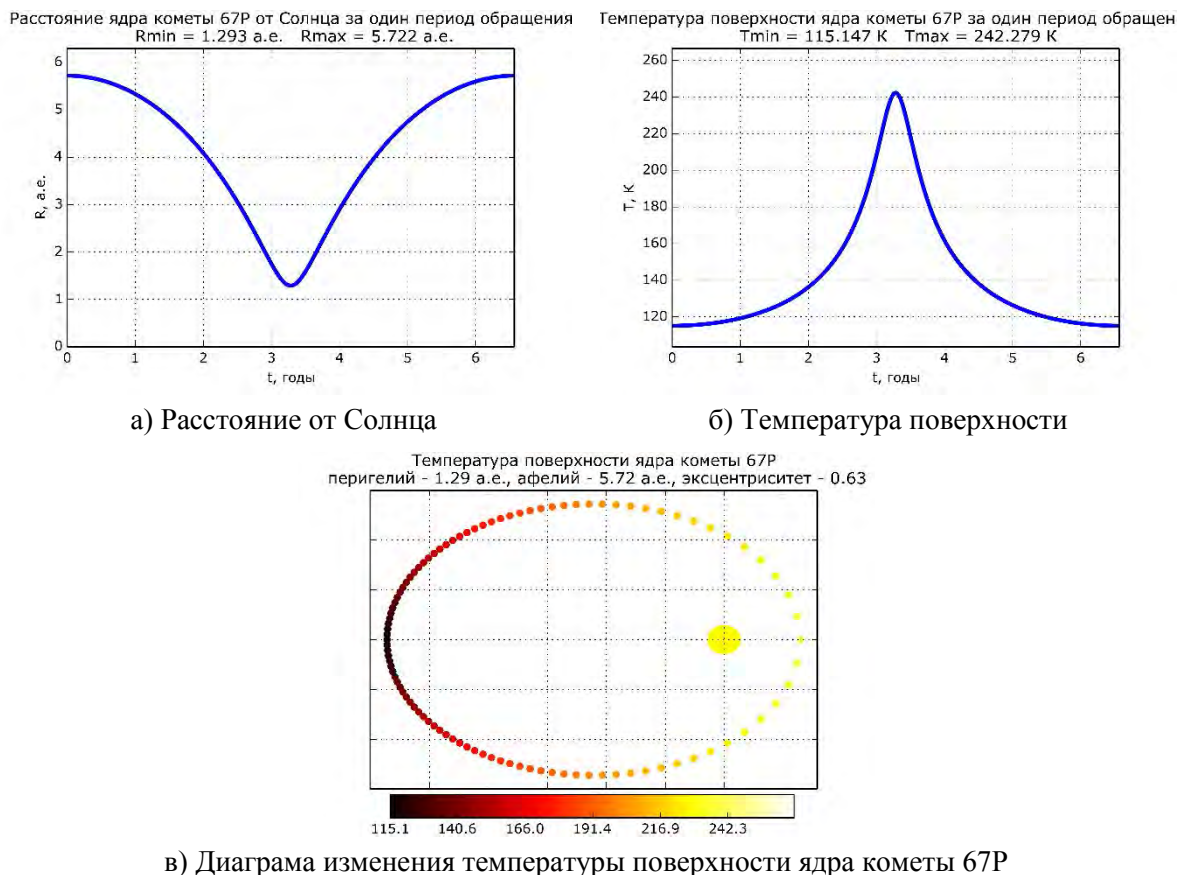 Расстояние ядра кометы 67Р от Солнца за один период обращения
Rmin = 1.293 а.е. Rmax = 5.722 а.е.
R, а.е.
6
5
4
3
2
1
0
0 1 2 3 4 5 6
t, годы
а) Расстояние от Солнца
Температура поверхности ядра кометы 67Р за один период обращен
Tmin = 115.147 K Tmax = 242.279 K
T, K
260
240
220
200
180
160
140
120
0 1 2 3 4 5 6
t, годы
б) Температура поверхности
Температура поверхности ядра кометы 67Р
перигелий - 1.29 а.е., афелий - 5.72 а.е., эксцентриситет - 0.63
115.1 140.6 166.0 191.4 216.9 242.3
в) Диаграма изменения температуры поверхности ядра кометы 67Р